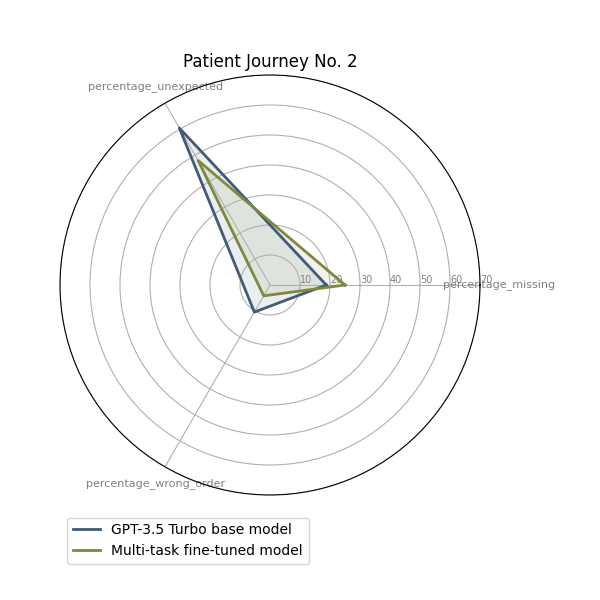 Patient Journey No. 2
percentage_unexpected
10 20 30 40 50 60 70
percentage_missing
percentage_wrong_order
GPT-3.5 Turbo base model
Multi-task fine-tuned model